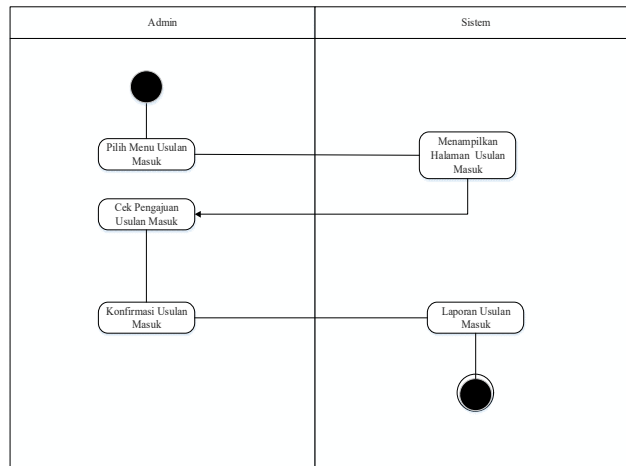 Admin
Sistem
Pilih Menu Usulan
Masuk
Menampilkan
Halaman Usulan
Masuk
Cek Pengajuan
Usulan Masuk
Konfirmasi Usulan
Masuk
Laporan Usulan
Masuk